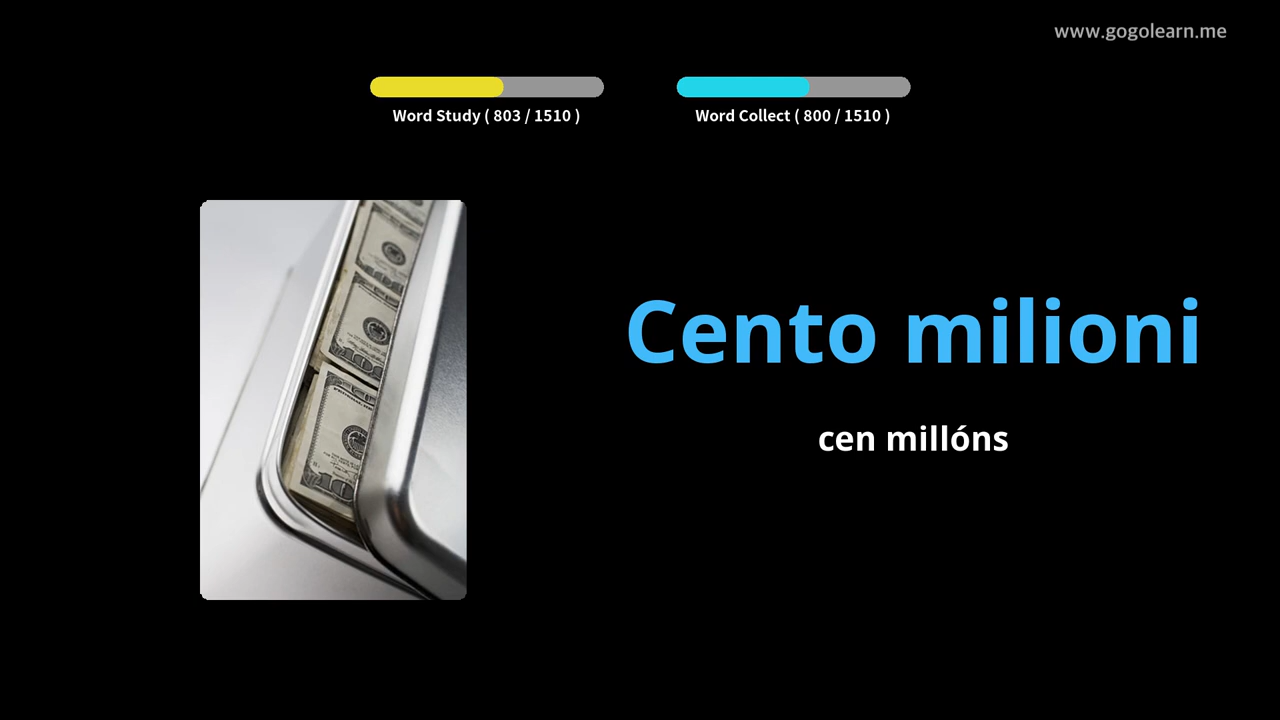 www.gogolearn.me
Word Study ( 803 / 1510 )
Word Collect ( 800 / 1510 )
Cento milioni
cen millóns